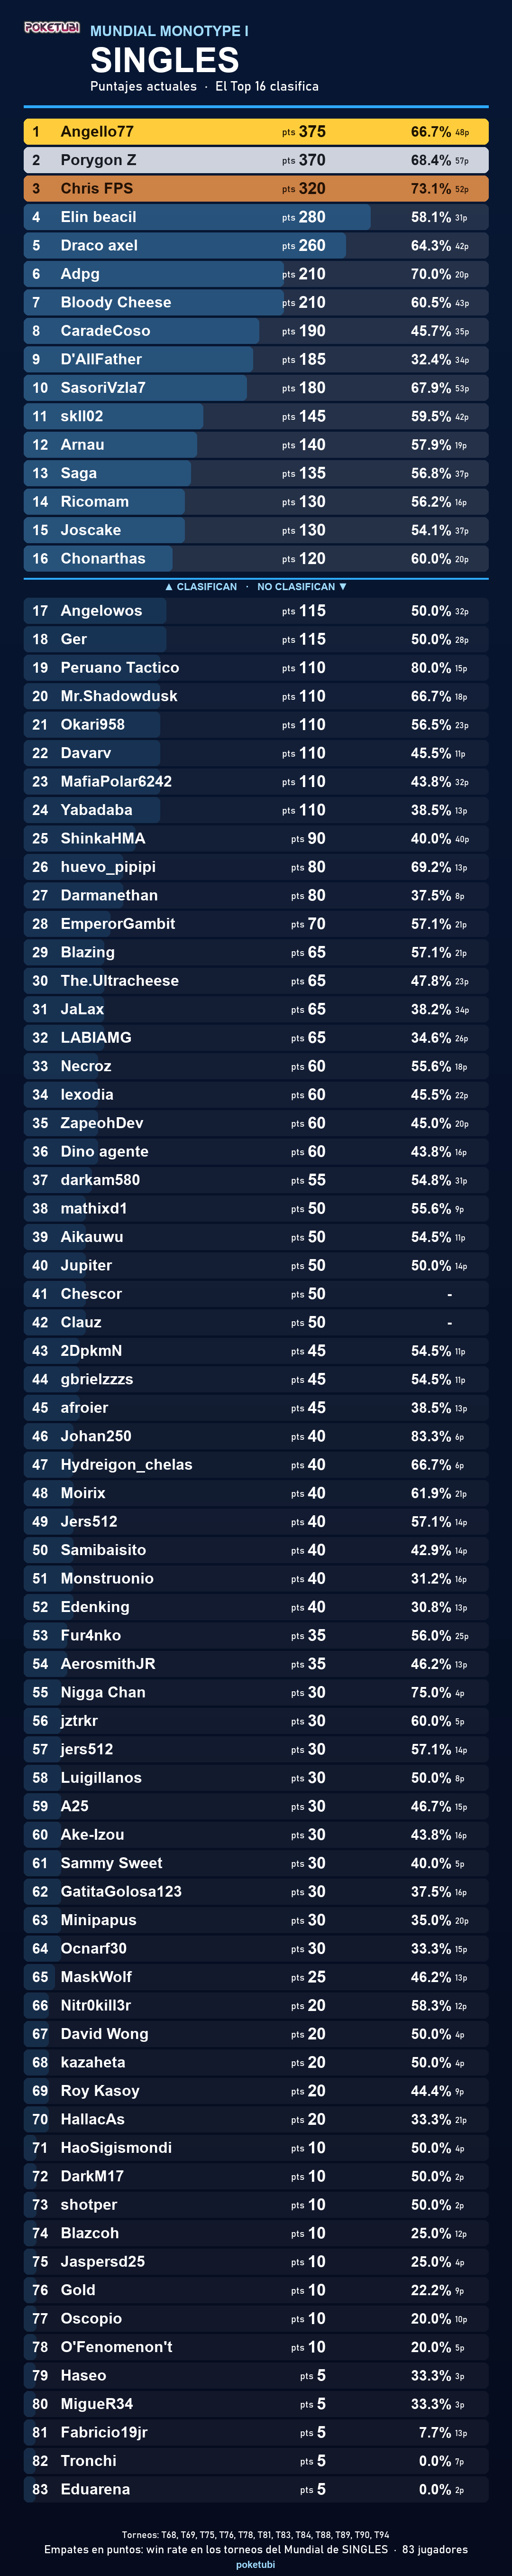 POKETUBI
MUNDIAL MONOTYPE I
SINGLES
Puntajes actuales · El Top 16 clasifica
1 Angello77 pts 375 66.7% 48p
2 Porygon Z pts 370 68.4% 57p
3 Chris FPS pts 320 73.1% 52p
4 Elin beacil pts 280 58.1% 31p
5 Draco axel pts 260 64.3% 42p
6 Adpg pts 210 70.0% 20p
7 Bloody Cheese pts 210 60.5% 43p
8 CaradeCoso pts 190 45.7% 35p
9 D'AllFather pts 185 32.4% 34p
10 SasoriVzla7 pts 180 67.9% 53p
11 skll02 pts 145 59.5% 42p
12 Arnau pts 140 57.9% 19p
13 Saga pts 135 56.8% 37p
14 Ricomam pts 130 56.2% 16p
15 Joscake pts 130 54.1% 37p
16 Chonarthas pts 120 60.0% 20p
▲ CLASIFICAN · NO CLASIFICAN ▼
17 Angelowos pts 115 50.0% 32p
18 Ger pts 115 50.0% 28p
19 Peruano Tactico pts 110 80.0% 15p
20 Mr.Shadowdusk pts 110 66.7% 18p
21 Okari958 pts 110 56.5% 23p
22 Davarv pts 110 45.5% 11p
23 MafiaPolar6242 pts 110 43.8% 32p
24 Yabadaba pts 110 38.5% 13p
25 ShinkaHMA pts 90 40.0% 40p
26 huevo_pipipi pts 80 69.2% 13p
27 Darmanethan pts 80 37.5% 8p
28 EmperorGambit pts 70 57.1% 21p
29 Blazing pts 65 57.1% 21p
30 The.Ultracheese pts 65 47.8% 23p
31 JaLax pts 65 38.2% 34p
32 LABIAMG pts 65 34.6% 26p
33 Necroz pts 60 55.6% 18p
34 lexodia pts 60 45.5% 22p
35 ZapeohDev pts 60 45.0% 20p
36 Dino agente pts 60 43.8% 16p
37 darkam580 pts 55 54.8% 31p
38 mathixd1 pts 50 55.6% 9p
39 Aikauwu pts 50 54.5% 11p
40 Jupiter pts 50 50.0% 14p
41 Chescor pts 50 -
42 Clauz pts 50 -
43 2DpkmN pts 45 54.5% 11p
44 gbrielzzzs pts 45 54.5% 11p
45 afroier pts 45 38.5% 13p
46 Johan250 pts 40 83.3% 6p
47 Hydreigon_chelas pts 40 66.7% 6p
48 Moirix pts 40 61.9% 21p
49 Jers512 pts 40 57.1% 14p
50 Samibaisito pts 40 42.9% 14p
51 Monstruonio pts 40 31.2% 16p
52 Edenking pts 40 30.8% 13p
53 Fur4nko pts 35 56.0% 25p
54 AerosmithJR pts 35 46.2% 13p
55 Nigga Chan pts 30 75.0% 4p
56 jztrkr pts 30 60.0% 5p
57 jers512 pts 30 57.1% 14p
58 Luigillanos pts 30 50.0% 8p
59 A25 pts 30 46.7% 15p
60 Ake-Izou pts 30 43.8% 16p
61 Sammy Sweet pts 30 40.0% 5p
62 GatitaGolosa123 pts 30 37.5% 16p
63 Minipapus pts 30 35.0% 20p
64 Ocnarf30 pts 30 33.3% 15p
65 MaskWolf pts 25 46.2% 13p
66 Nitr0kill3r pts 20 58.3% 12p
67 David Wong pts 20 50.0% 4p
68 kazaheta pts 20 50.0% 4p
69 Roy Kasoy pts 20 44.4% 9p
70 HallacAs pts 20 33.3% 21p
71 HaoSigismondi pts 10 50.0% 4p
72 DarkM17 pts 10 50.0% 2p
73 shotper pts 10 50.0% 2p
74 Blazcoh pts 10 25.0% 12p
75 Jaspersd25 pts 10 25.0% 4p
76 Gold pts 10 22.2% 9p
77 Oscopio pts 10 20.0% 10p
78 O'Fenomenon't pts 10 20.0% 5p
79 Haseo pts 5 33.3% 3p
80 MigueR34 pts 5 33.3% 3p
81 Fabricio19jr pts 5 7.7% 13p
82 Tronchi pts 5 0.0% 7p
83 Eduarena pts 5 0.0% 2p
Torneos: T68, T69, T75, T76, T78, T81, T83, T84, T88, T89, T90, T94
Empates en puntos: win rate en los torneos del Mundial de SINGLES · 83 jugadores
poketubi